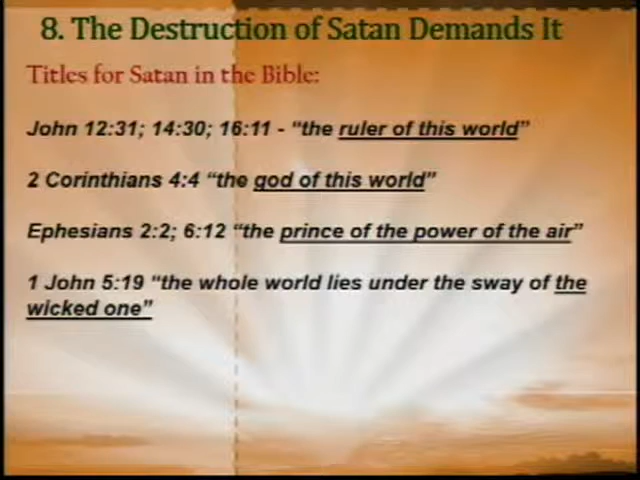 8. The Destruction of Satan Demands It
Titles for Satan in the Bible:
John 12:31; 14:30; 16:11 - “the ruler of this world”
2 Corinthians 4:4 “the god of this world”
Ephesians 2:2; 6:12 “the prince of the power of the air”
1 John 5:19 “the whole world lies under the sway of the
wicked one”